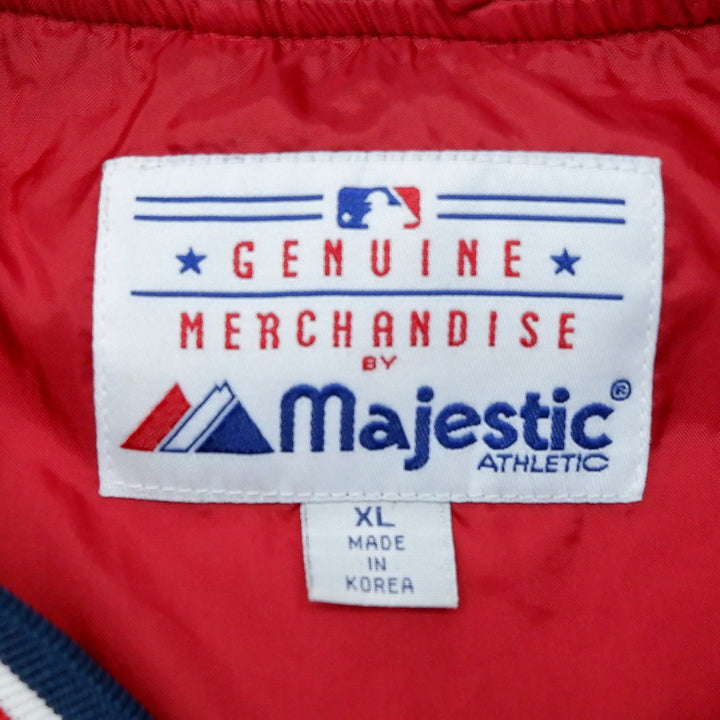 GENUINE
MERCHANDISE
BY
Majestic®
ATHLETIC
XL
MADE
IN
KOREA